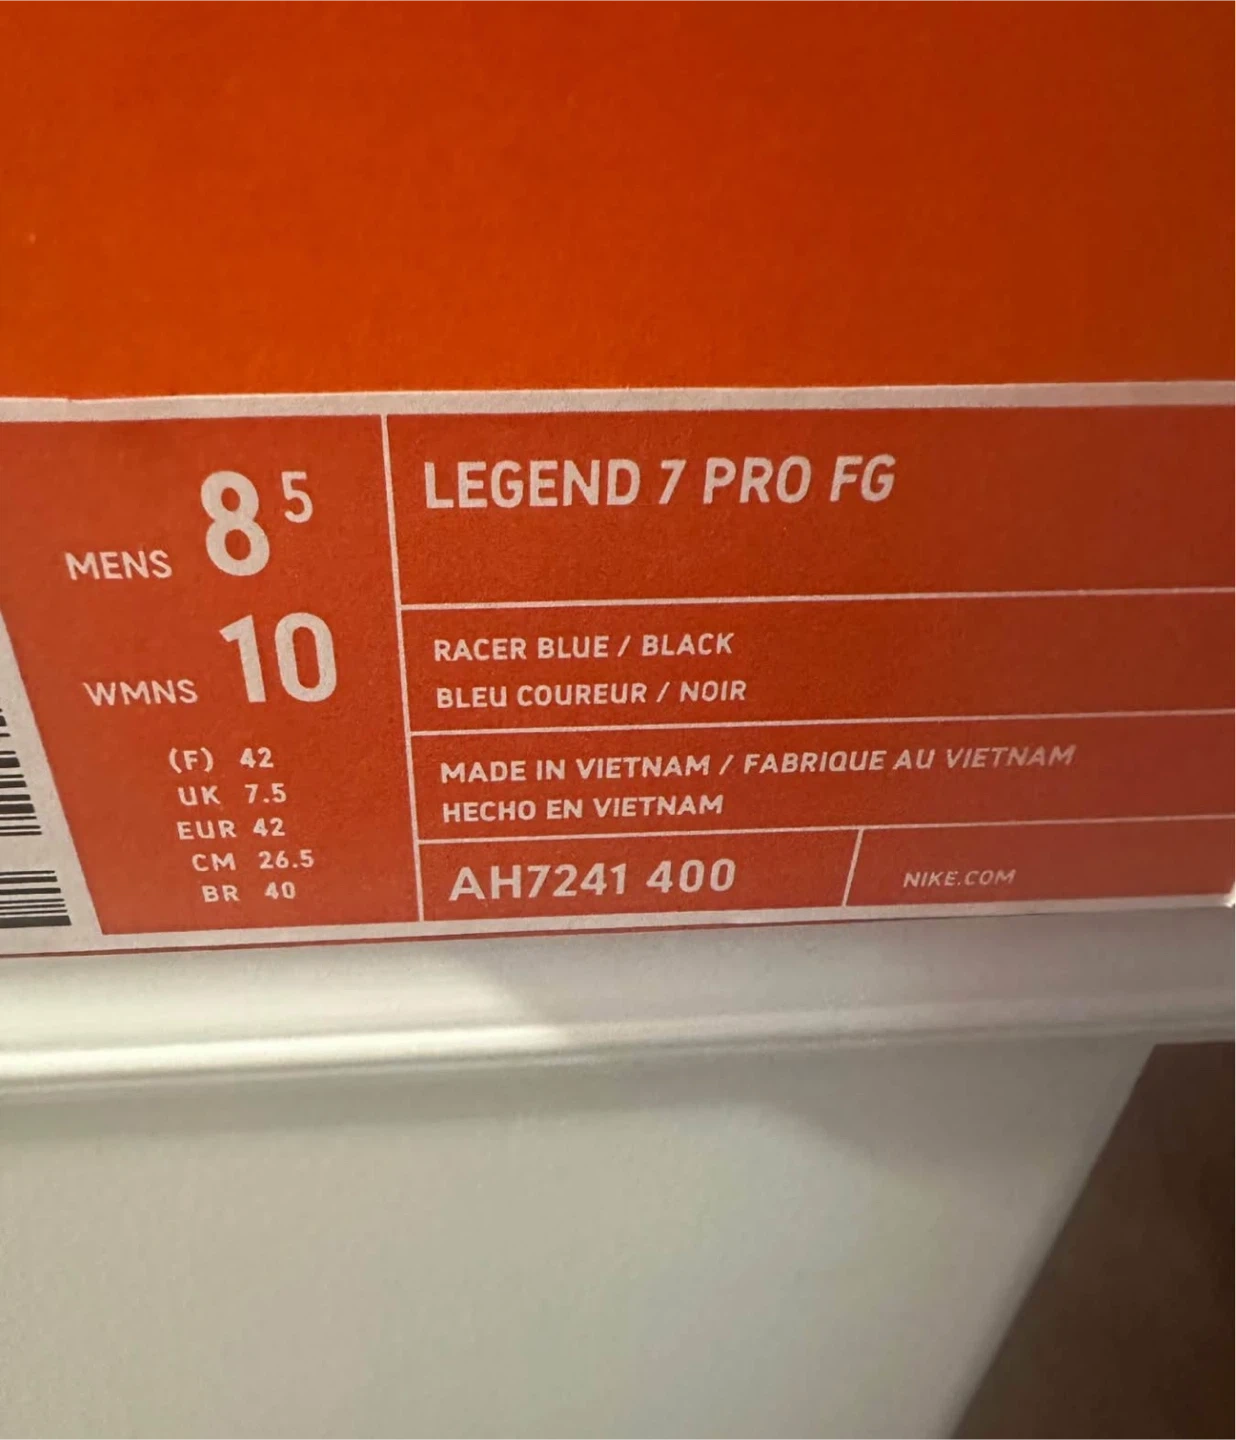 MENS 8 5
WMNS 10
(F) 42
UK 7.5
EUR 42
CM 26.5
BR 40
LEGEND 7 PRO FG
RACER BLUE / BLACK
BLEU COUREUR / NOIR
MADE IN VIETNAM / FABRIQUE AU VIETNAM
HECHO EN VIETNAM
AH7241 400
NIKE.COM